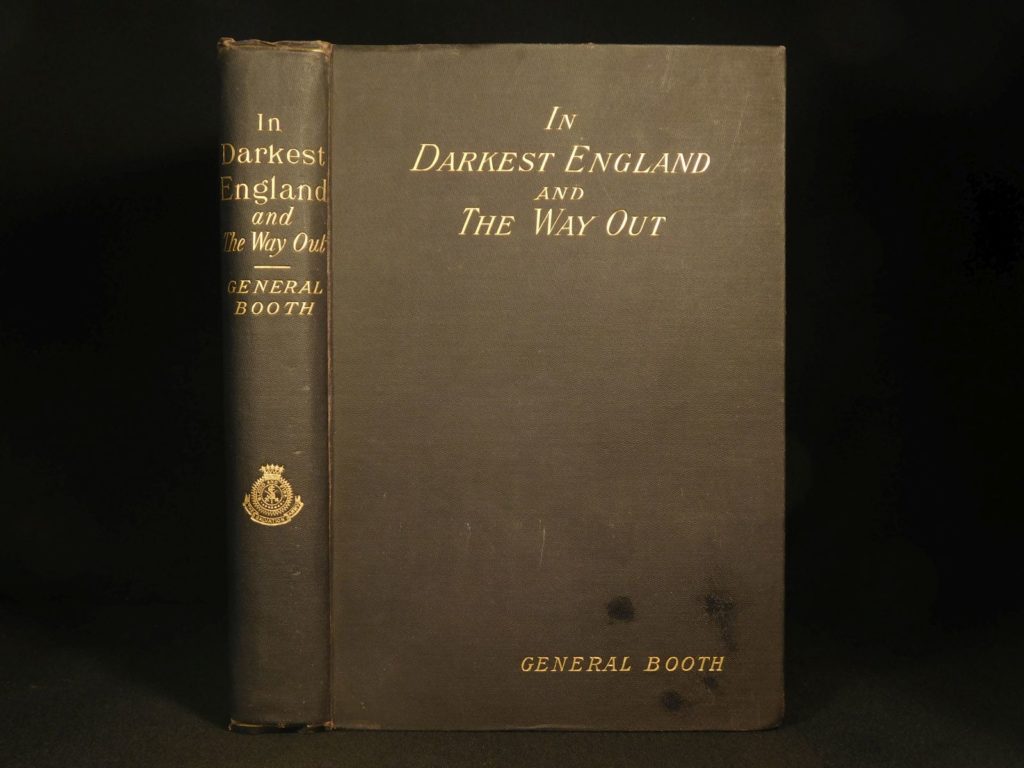 In
Darkest
England
and
The Way Out
GENERAL
BOOTH
IN
DARKEST ENGLAND
AND
THE WAY OUT
GENERAL BOOTH